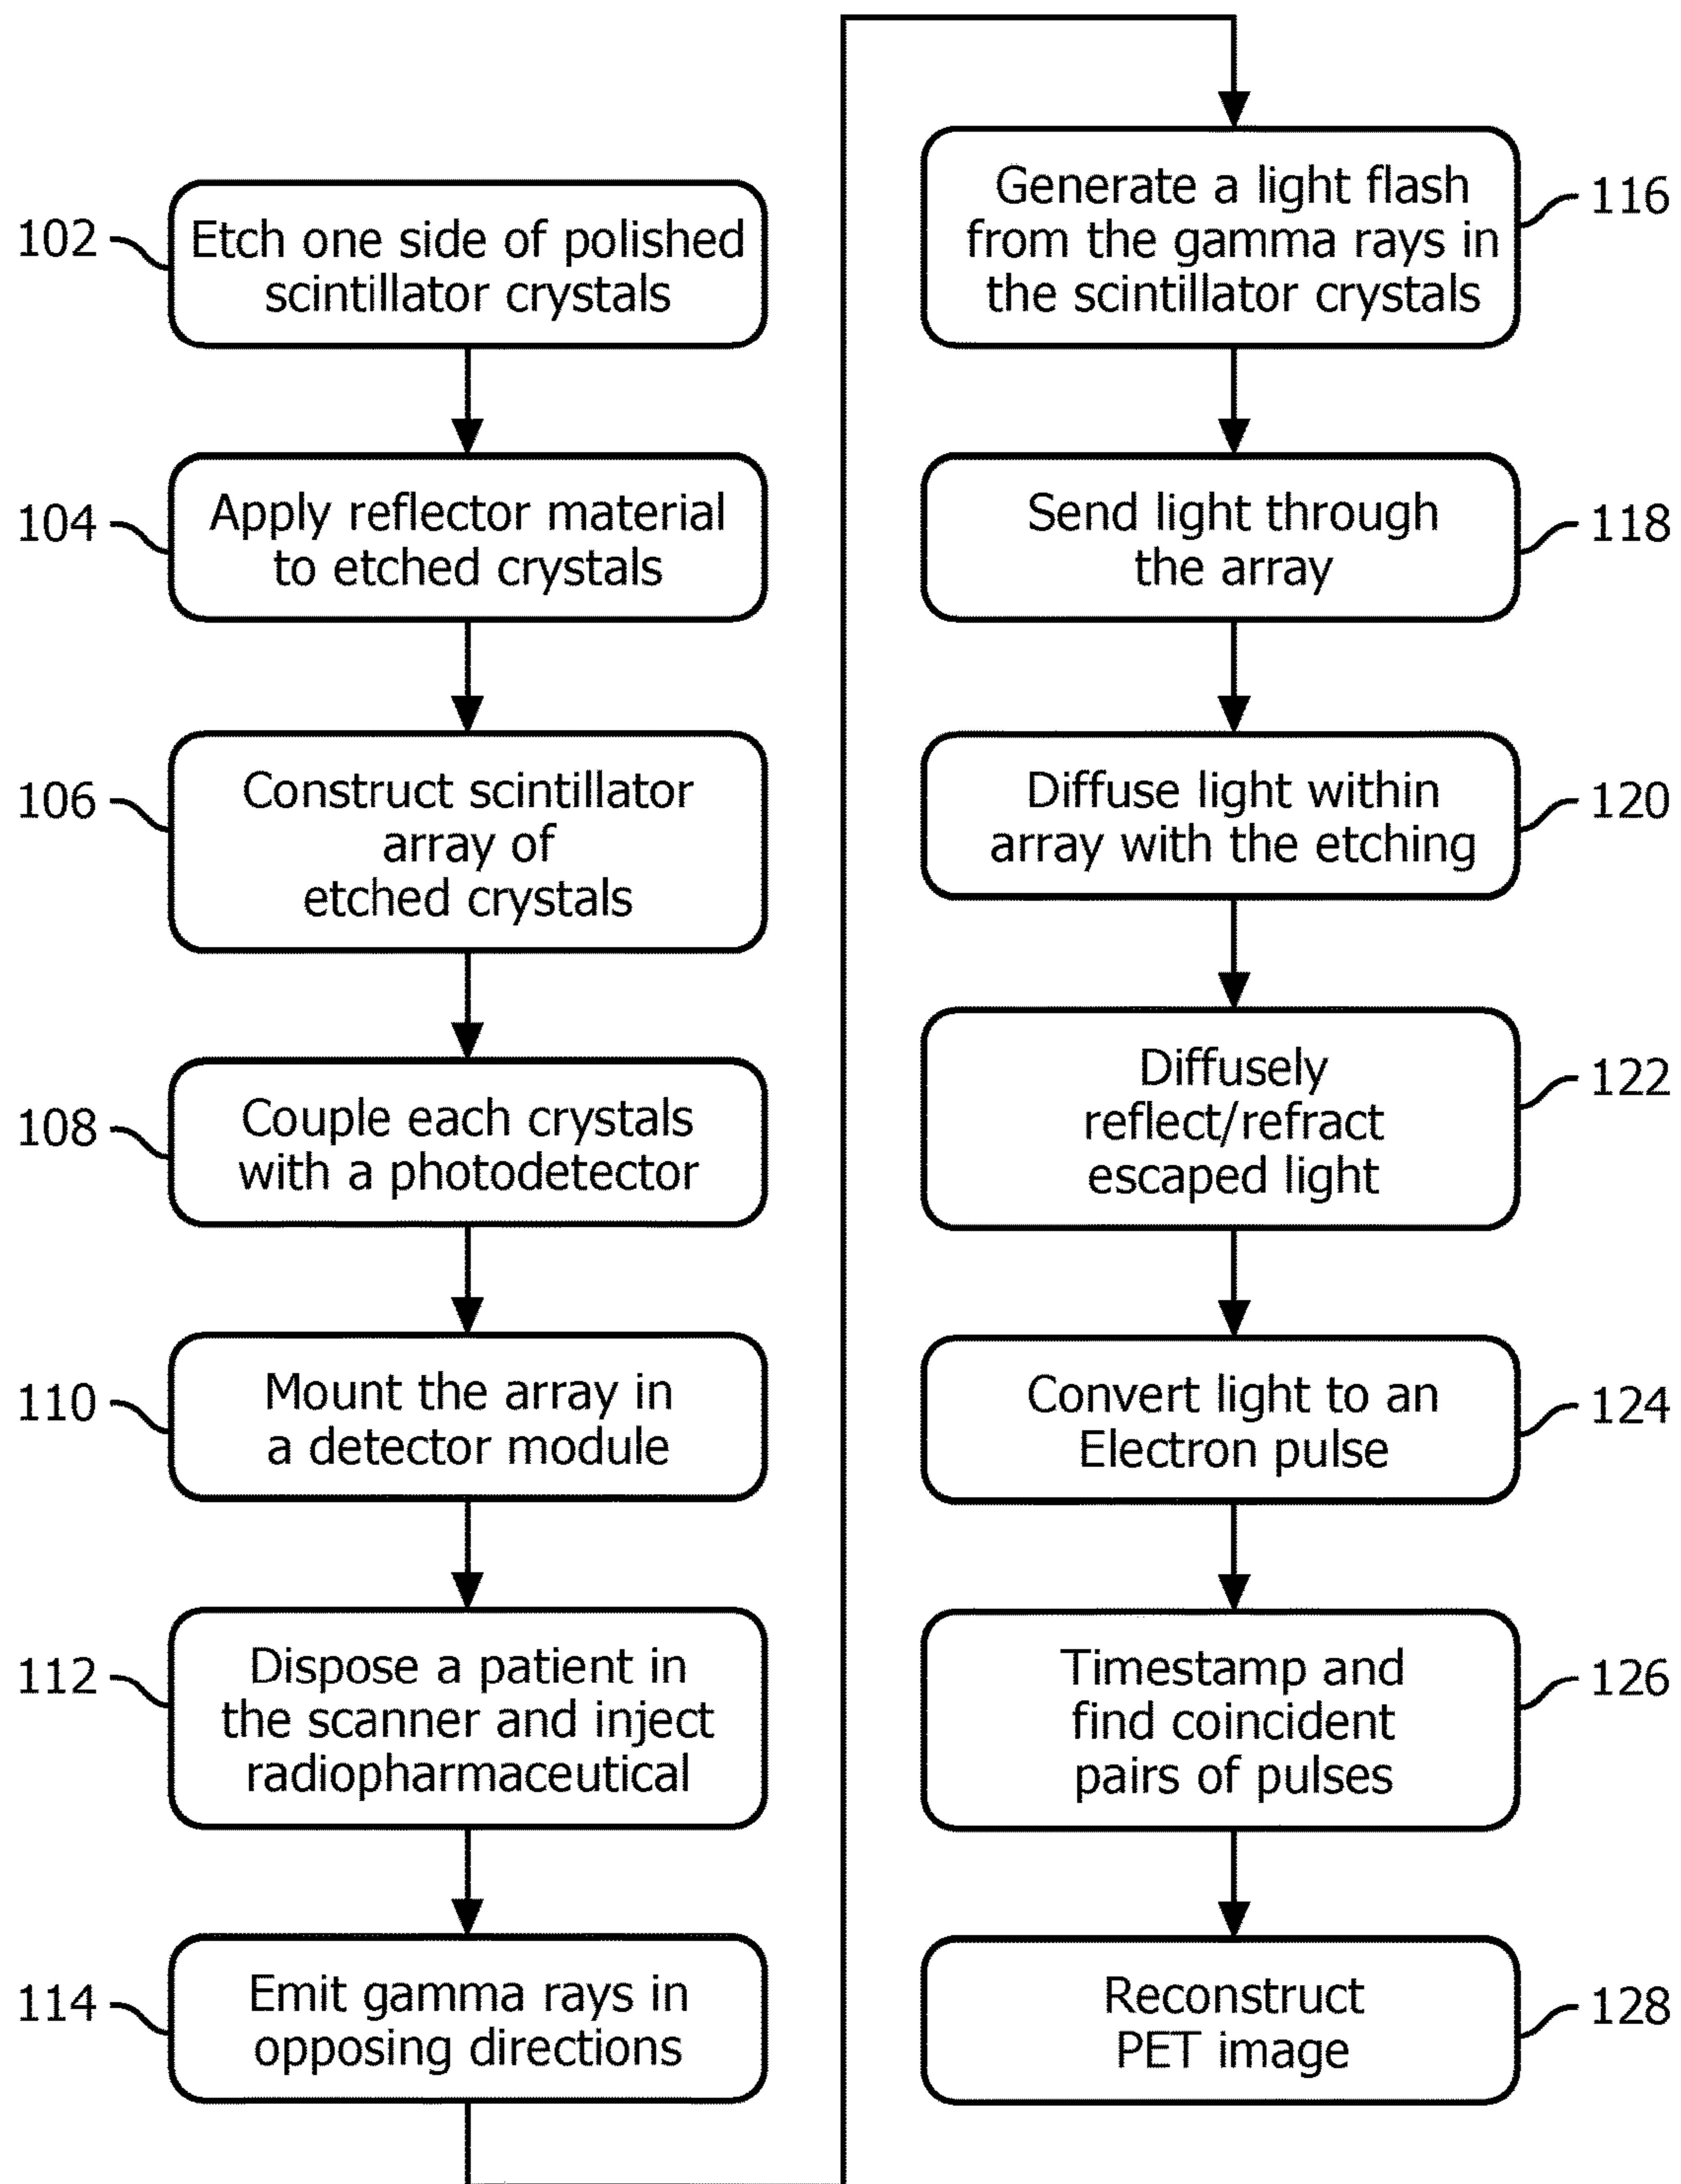 102
Etch one side of polished
scintillator crystals
104
Apply reflector material
to etched crystals
106
Construct scintillator
array of
etched crystals
108
Couple each crystals
with a photodetector
110
Mount the array in
a detector module
112
Dispose a patient in
the scanner and inject
radiopharmaceutical
114
Emit gamma rays in
opposing directions
Generate a light flash
from the gamma rays in
the scintillator crystals
116
Send light through
the array
118
Diffuse light within
array with the etching
120
Diffusely
reflect/refract
escaped light
122
Convert light to an
Electron pulse
124
Timestamp and
find coincident
pairs of pulses
126
Reconstruct
PET image
128